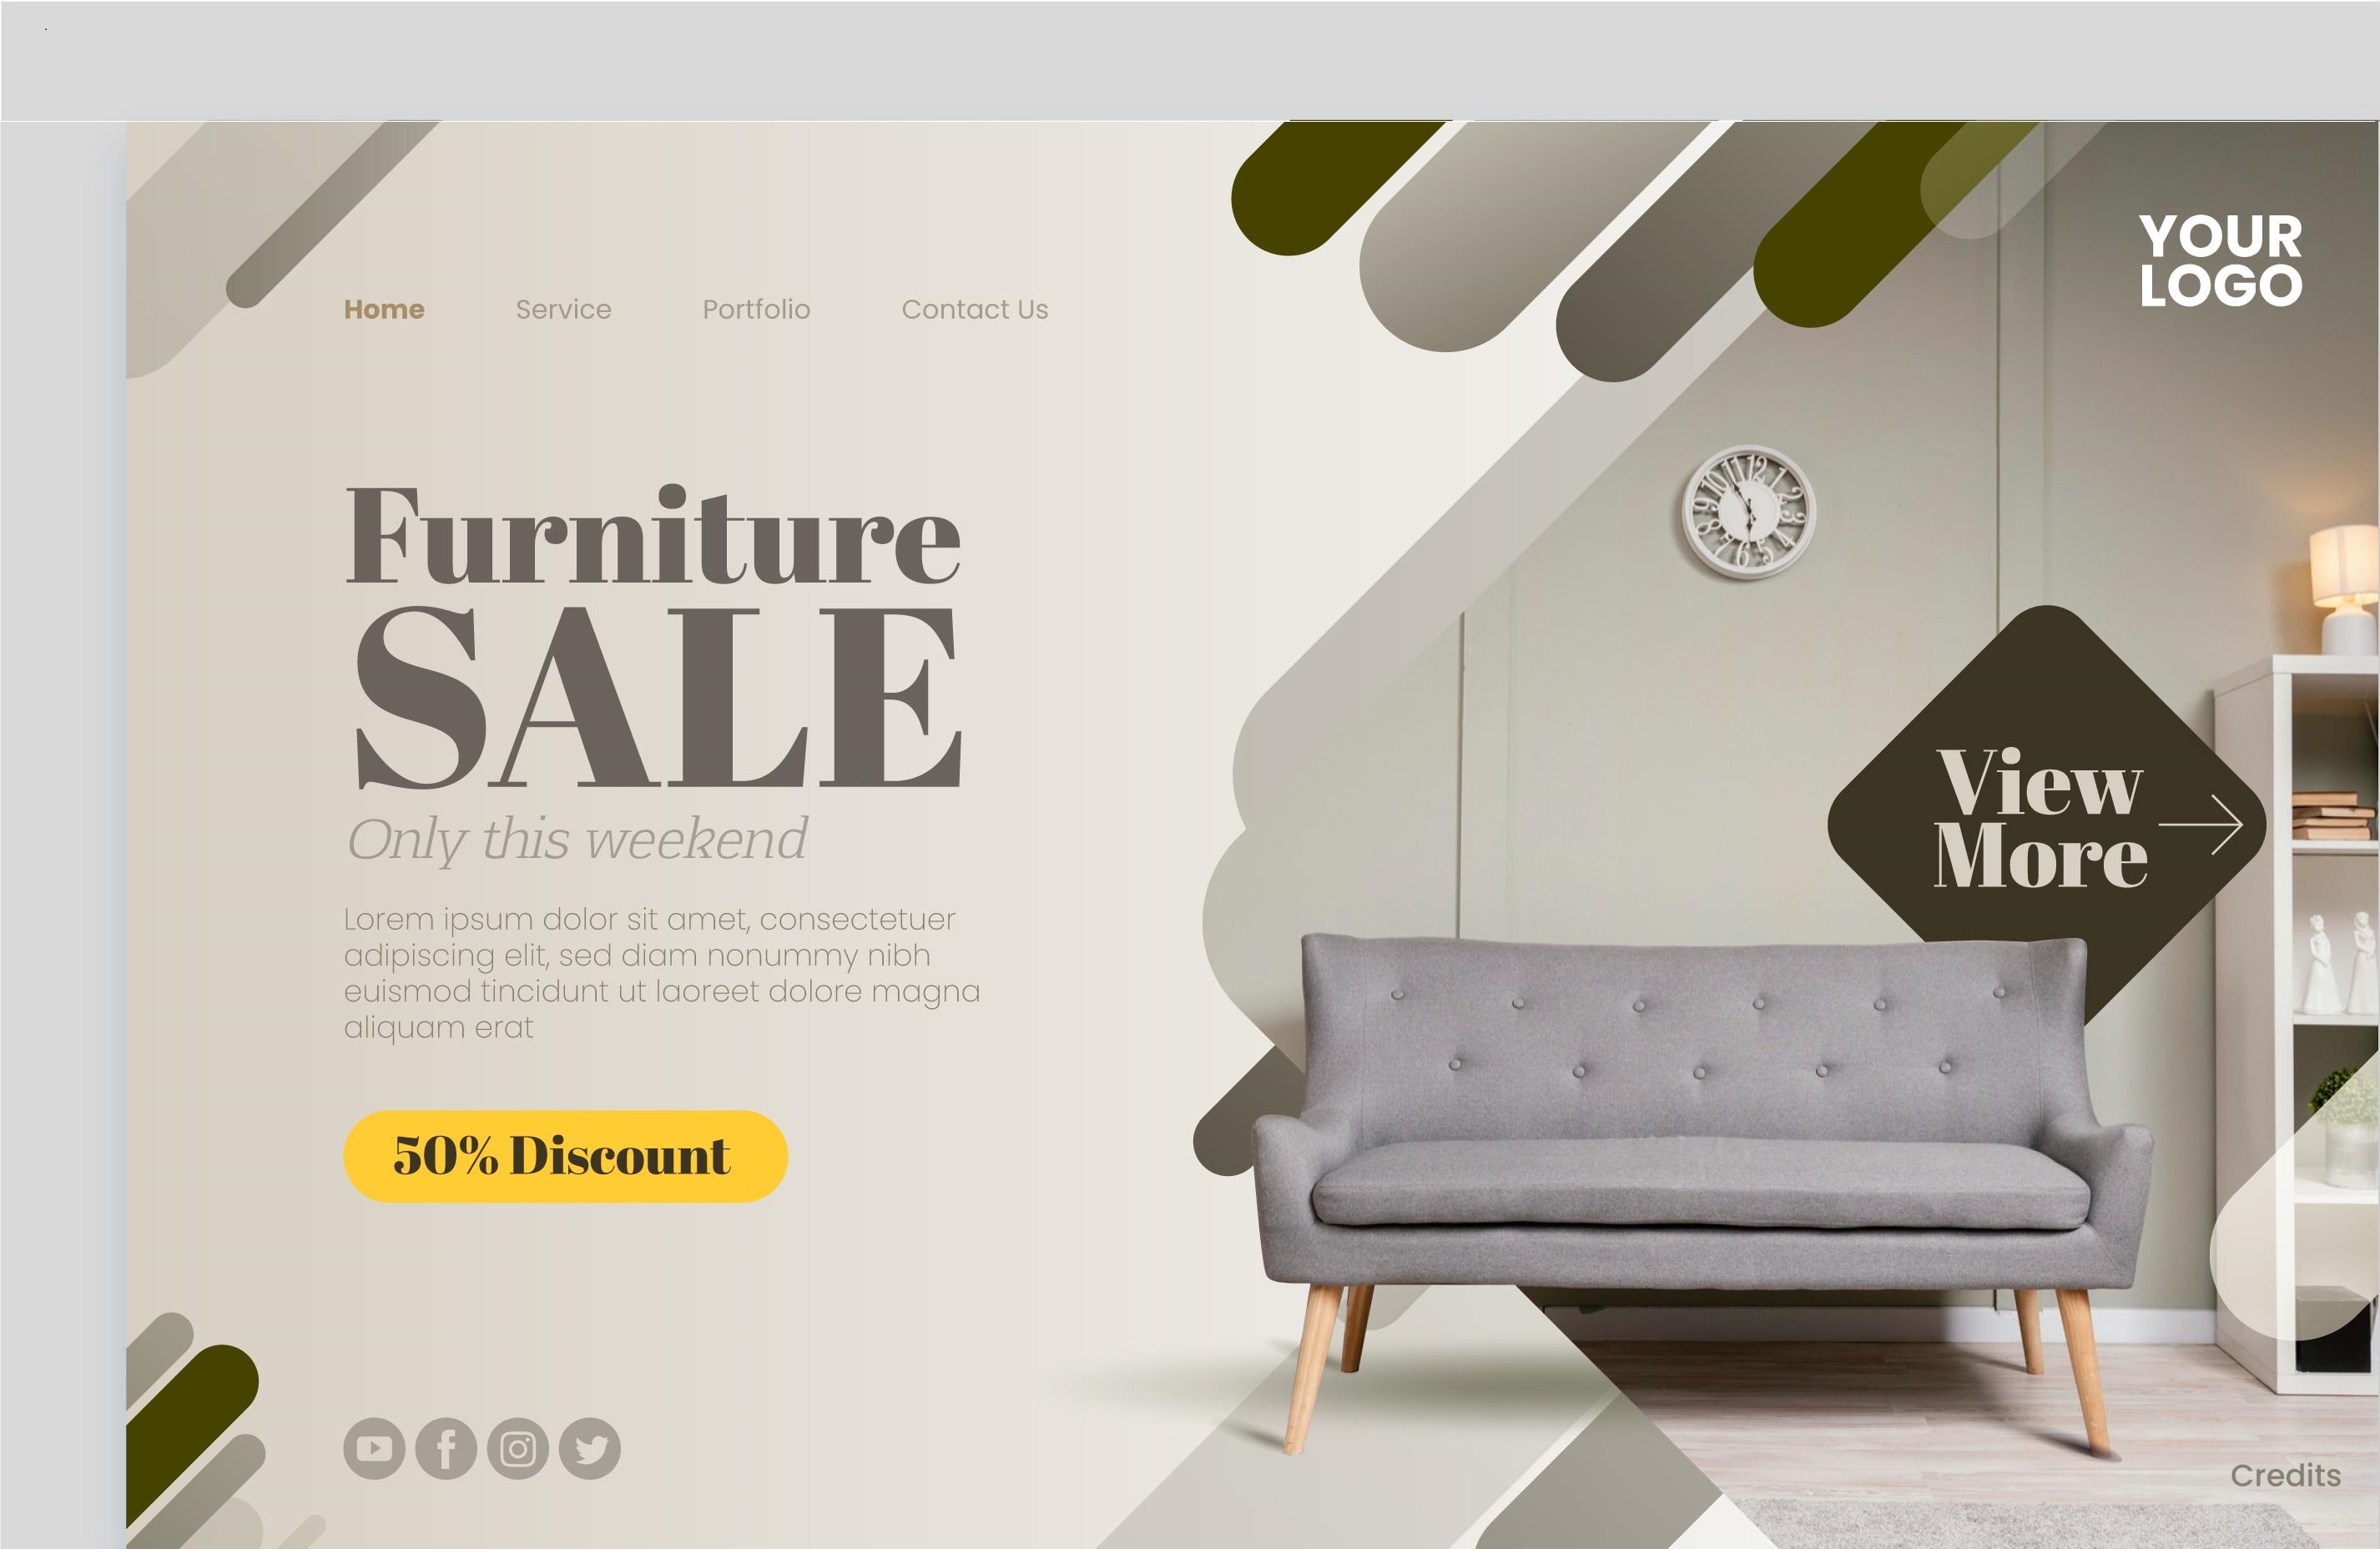 Home Service Portfolio Contact Us
YOUR
LOGO
Furniture
SALE
Only this weekend
Lorem ipsum dolor sit amet, consectetuer
adipiscing elit, sed diam nonummy nibh
euismod tincidunt ut laoreet dolore magna
aliquam erat
50% Discount
View
More
Credits